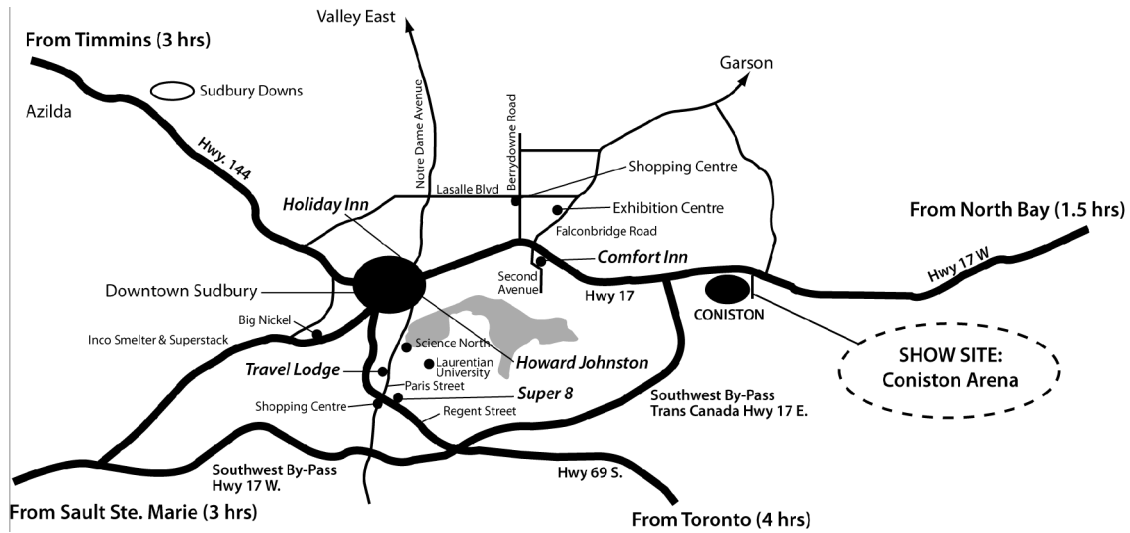 Valley East
From Timmins (3 hrs)
Sudbury Downs
Azilda
Garson
Hwy. 144
Notre Dame Avenue
Berrydowne Road
Shopping Centre
Lasalle Blvd
Holiday Inn
Exhibition Centre
From North Bay (1.5 hrs)
Falconbridge Road
Comfort Inn
Hwy 17 W
Second
Avenue
Hwy 17
Downtown Sudbury
CONISTON
Big Nickel
Inco Smelter & Superstack
Science North
SHOW SITE:
Coniston Arena
Travel Lodge
Laurentian
University
Howard Johnston
Paris Street
Super 8
Southwest By-Pass
Trans Canada Hwy 17 E.
Shopping Centre
Regent Street
Southwest By-Pass
Hwy 17 W.
Hwy 69 S.
From Sault Ste. Marie (3 hrs)
From Toronto (4 hrs)